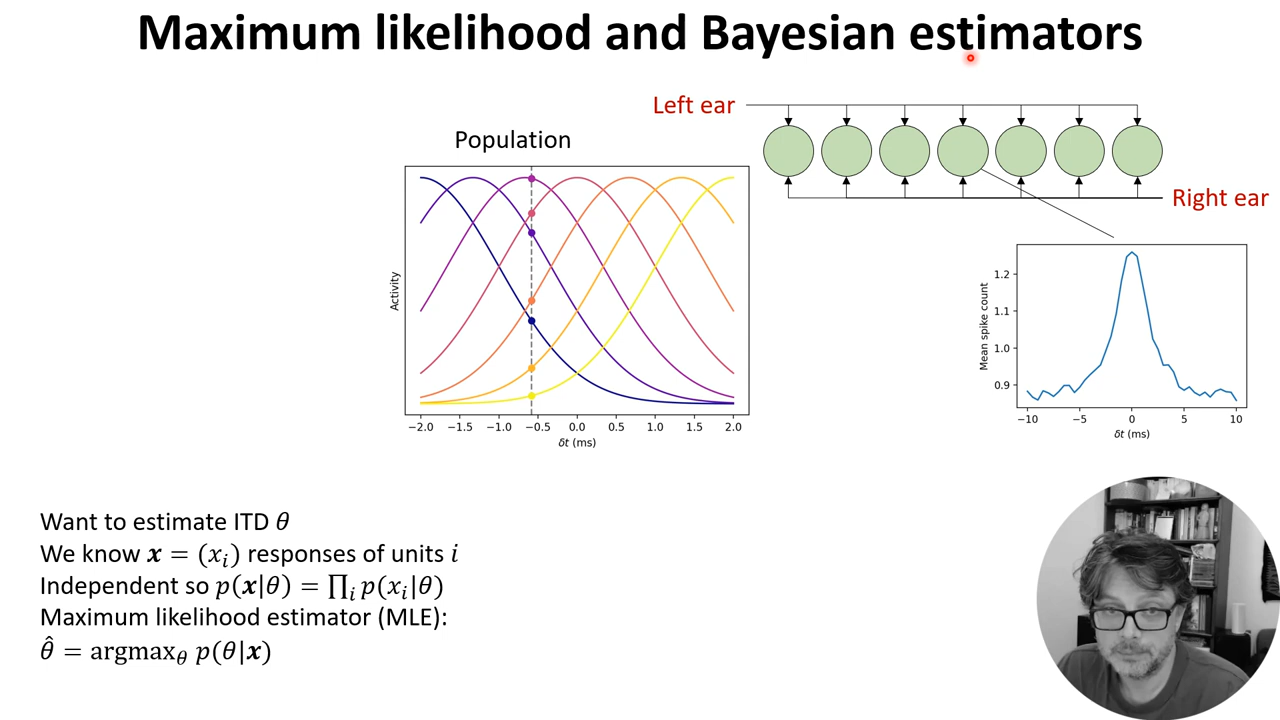 Maximum likelihood and Bayesian estimators
Left ear
Right ear
Population
Activity
−2.0 −1.5 −1.0 −0.5 0.0 0.5 1.0 1.5 2.0
δt (ms)
Mean spike count
1.2
1.1
1.0
0.9
−10 −5 0 5 10
δt (ms)
Want to estimate ITD θ
We know 𝒙 = (xᵢ) responses of units i
Independent so p(𝒙|θ) = ∏ᵢ p(xᵢ|θ)
Maximum likelihood estimator (MLE):
θ̂ = argmax_θ p(θ|𝒙)